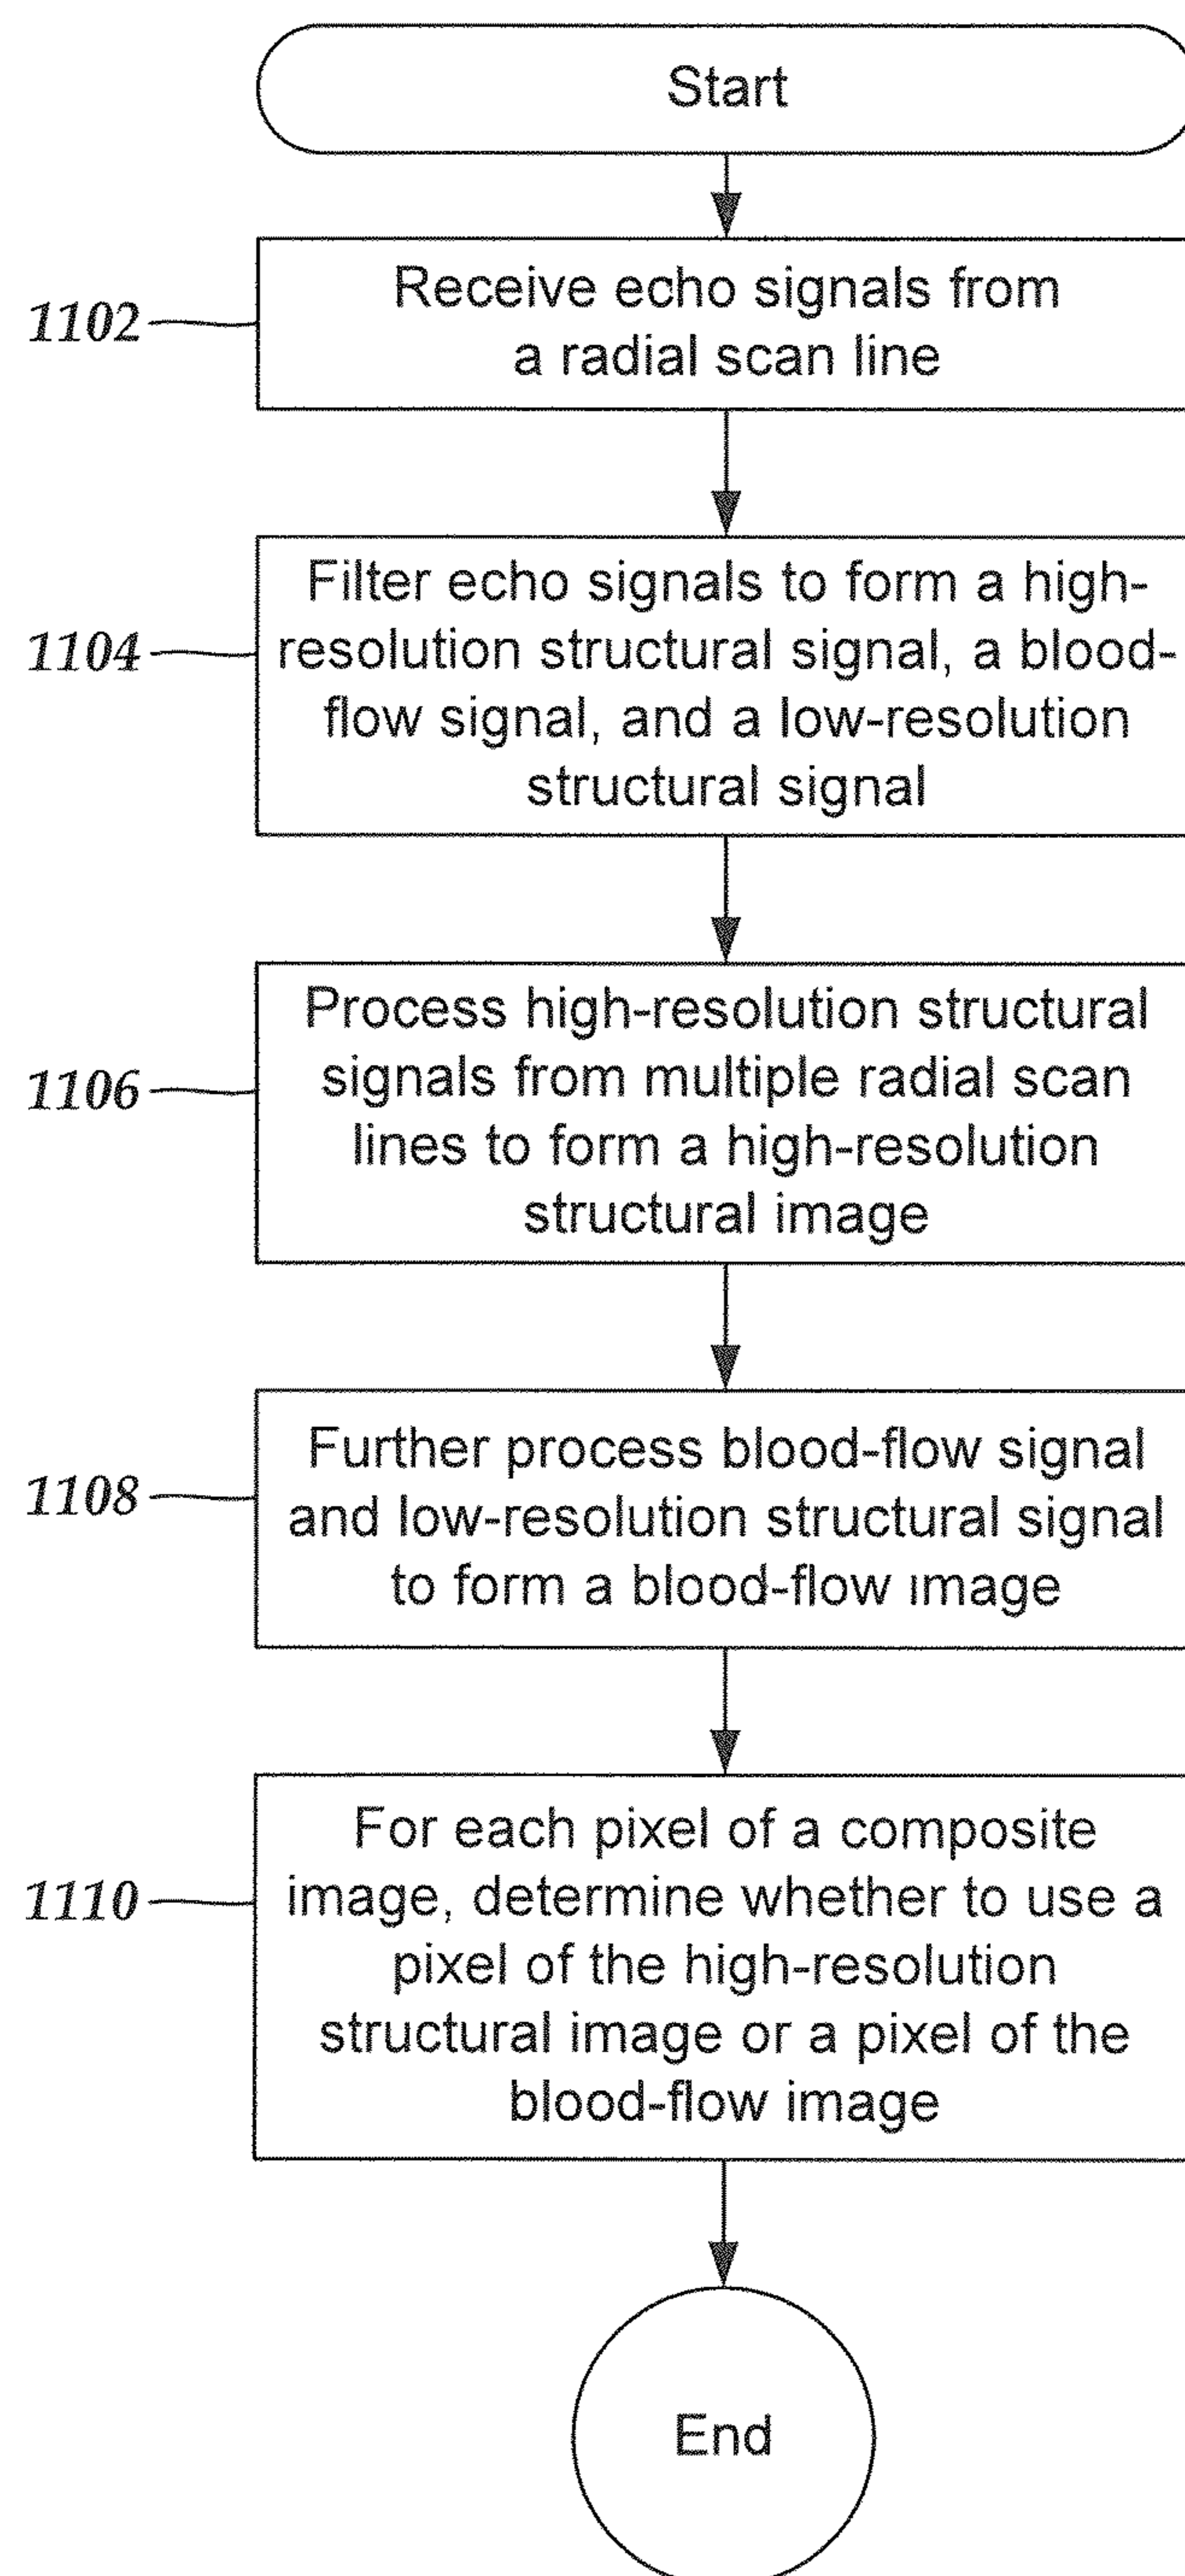 Start
1102
Receive echo signals from
a radial scan line
1104
Filter echo signals to form a high-
resolution structural signal, a blood-
flow signal, and a low-resolution
structural signal
1106
Process high-resolution structural
signals from multiple radial scan
lines to form a high-resolution
structural image
1108
Further process blood-flow signal
and low-resolution structural signal
to form a blood-flow image
1110
For each pixel of a composite
image, determine whether to use a
pixel of the high-resolution
structural image or a pixel of the
blood-flow image
End